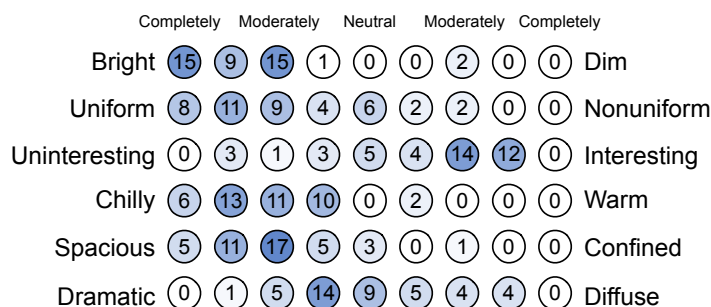 Completely Moderately Neutral Moderately Completely
Bright 15 9 15 1 0 0 2 0 0 Dim
Uniform 8 11 9 4 6 2 2 0 0 Nonuniform
Uninteresting 0 3 1 3 5 4 14 12 0 Interesting
Chilly 6 13 11 10 0 2 0 0 0 Warm
Spacious 5 11 17 5 3 0 1 0 0 Confined
Dramatic 0 1 5 14 9 5 4 4 0 Diffuse